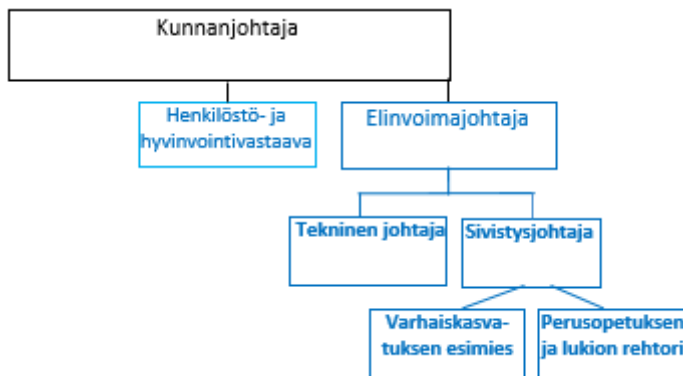 Kunnanjohtaja
Henkilöstö- ja
hyvinvointivastaava
Elinvoimajohtaja
Tekninen johtaja
Sivistysjohtaja
Varhaiskasva-
tuksen esimies
Perusopetuksen
ja lukion rehtori